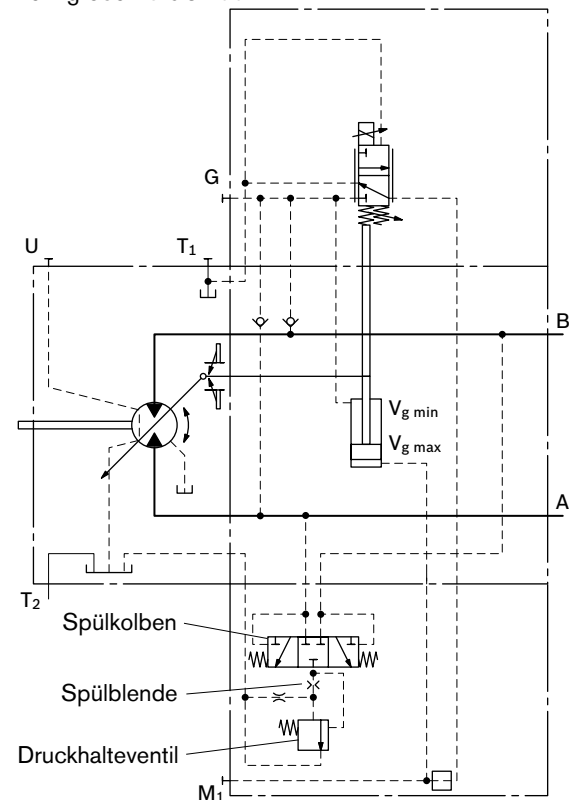 G
U
T1
B
Vg min
Vg max
A
T2
Spülkolben
Spülblende
Druckhalteventil
M1